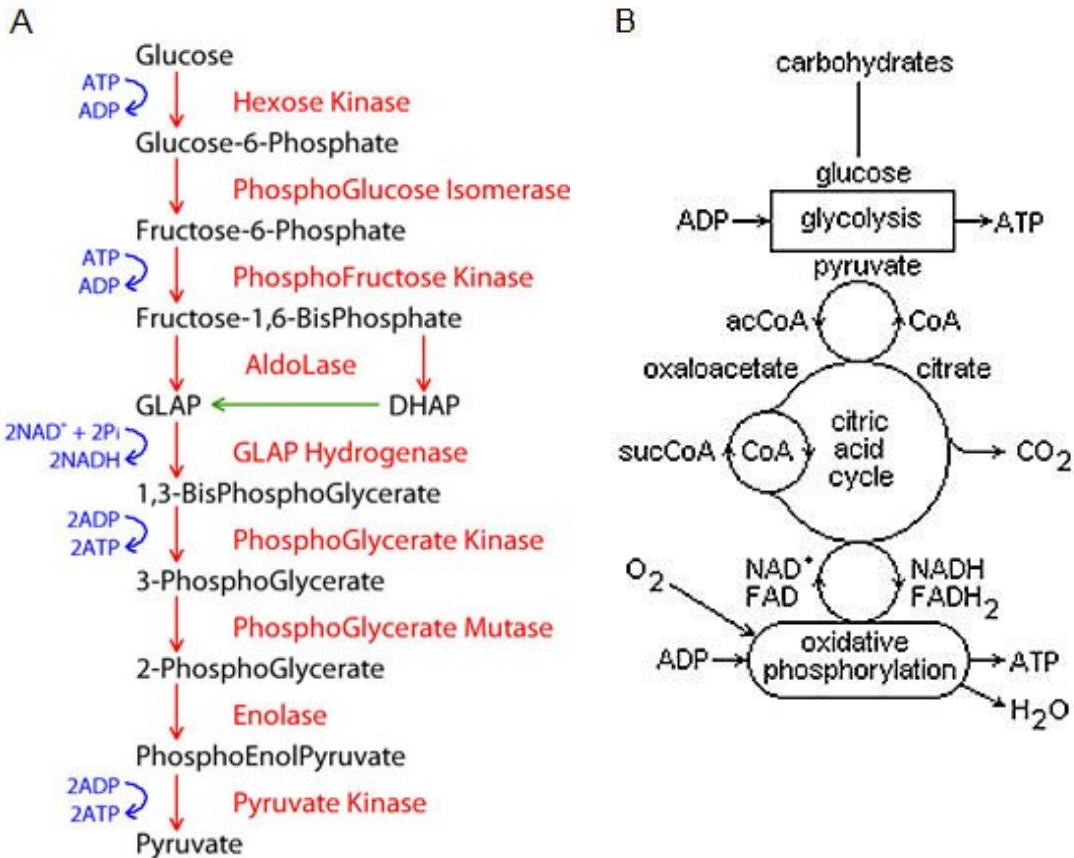 A
Glucose
ATP
ADP
Hexose Kinase
Glucose-6-Phosphate
PhosphoGlucose Isomerase
Fructose-6-Phosphate
ATP
ADP
PhosphoFructose Kinase
Fructose-1,6-BisPhosphate
AldoLase
GLAP
DHAP
2NAD⁺ + 2Pi
2NADH
GLAP Hydrogenase
1,3-BisPhosphoGlycerate
2ADP
2ATP
PhosphoGlycerate Kinase
3-PhosphoGlycerate
PhosphoGlycerate Mutase
2-PhosphoGlycerate
Enolase
PhosphoEnolPyruvate
2ADP
2ATP
Pyruvate Kinase
Pyruvate
B
carbohydrates
glucose
ADP
glycolysis
ATP
pyruvate
acCoA
CoA
oxaloacetate
citrate
sucCoA
CoA
citric
acid
cycle
CO₂
O₂
NAD⁺
FAD
NADH
FADH₂
ADP
oxidative
phosphorylation
ATP
H₂O